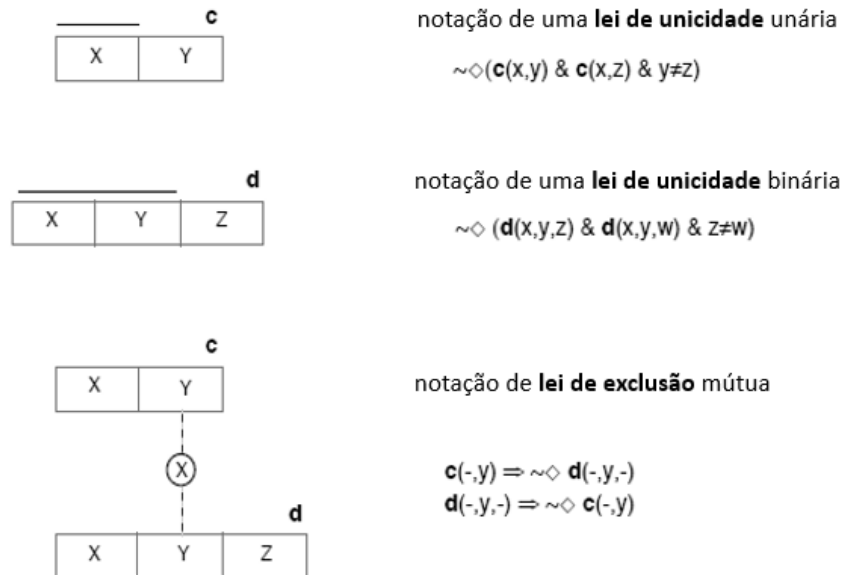 c
notação de uma lei de unicidade unária
X Y
~◇(c(x,y) & c(x,z) & y≠z)
d
notação de uma lei de unicidade binária
X Y Z
~◇ (d(x,y,z) & d(x,y,w) & z≠w)
c
X Y
notação de lei de exclusão mútua
X
c(-,y) ⇒ ~◇ d(-,y,-)
d(-,y,-) ⇒ ~◇ c(-,y)
d
X Y Z